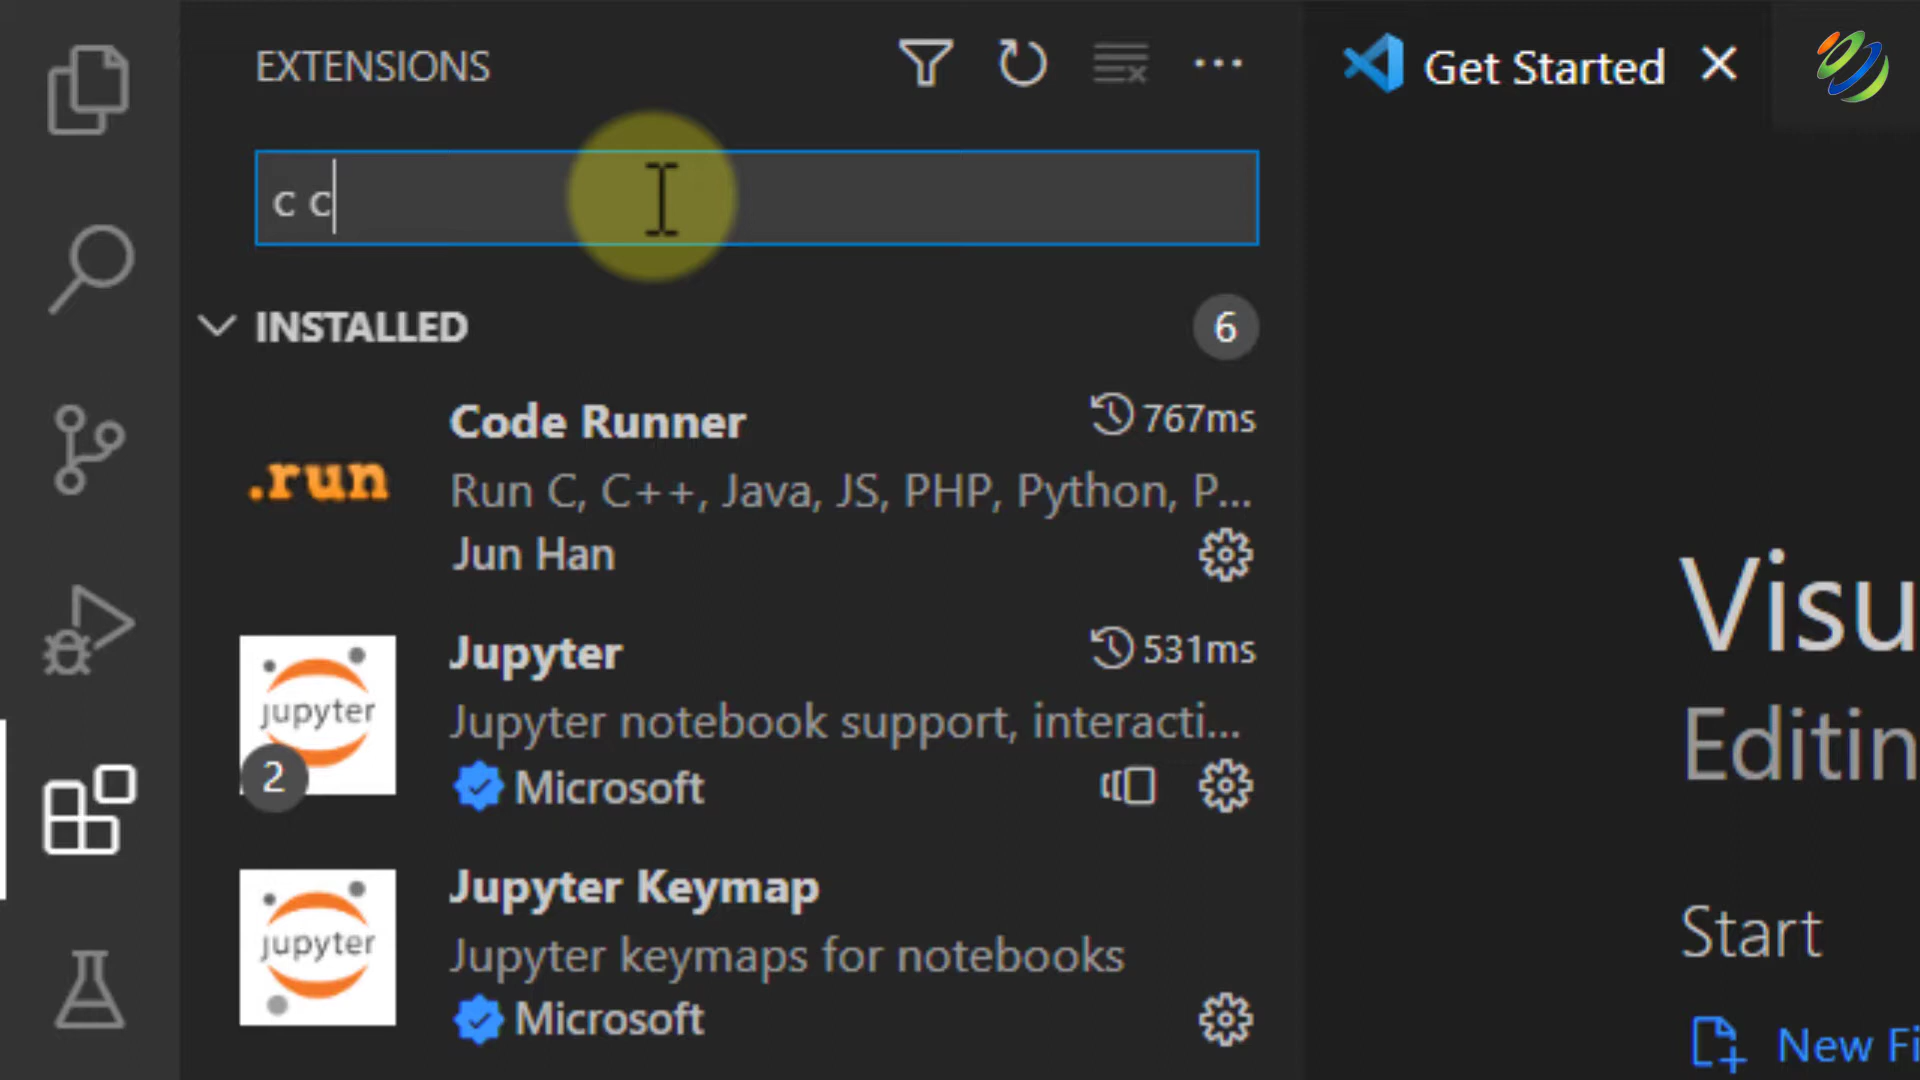 EXTENSIONS
Get Started
c c
INSTALLED
6
Code Runner
767ms
.run
Run C, C++, Java, JS, PHP, Python, P...
Jun Han
Jupyter
531ms
jupyter
Jupyter notebook support, interacti...
2
Microsoft
Jupyter Keymap
jupyter
Jupyter keymaps for notebooks
Microsoft
Visu
Editin
Start
New Fi